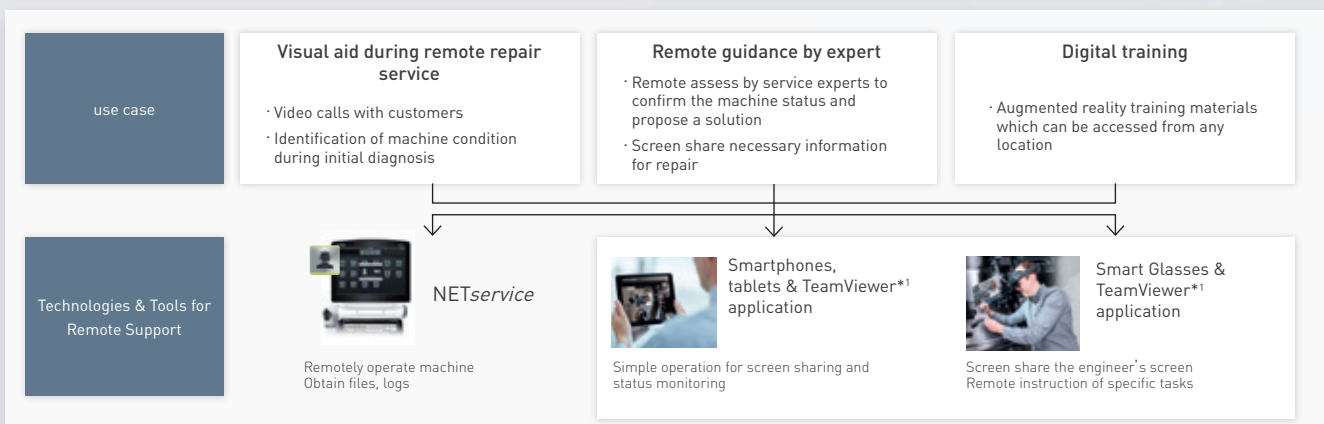 use case
Visual aid during remote repair
service
· Video calls with customers
· Identification of machine condition
during initial diagnosis
Remote guidance by expert
· Remote assess by service experts to
confirm the machine status and
propose a solution
· Screen share necessary information
for repair
Digital training
· Augmented reality training materials
which can be accessed from any
location
Technologies & Tools for
Remote Support
NETservice
Remotely operate machine
Obtain files, logs
Smartphones,
tablets & TeamViewer*¹
application
Simple operation for screen sharing and
status monitoring
Smart Glasses &
TeamViewer*¹
application
Screen share the engineer's screen
Remote instruction of specific tasks